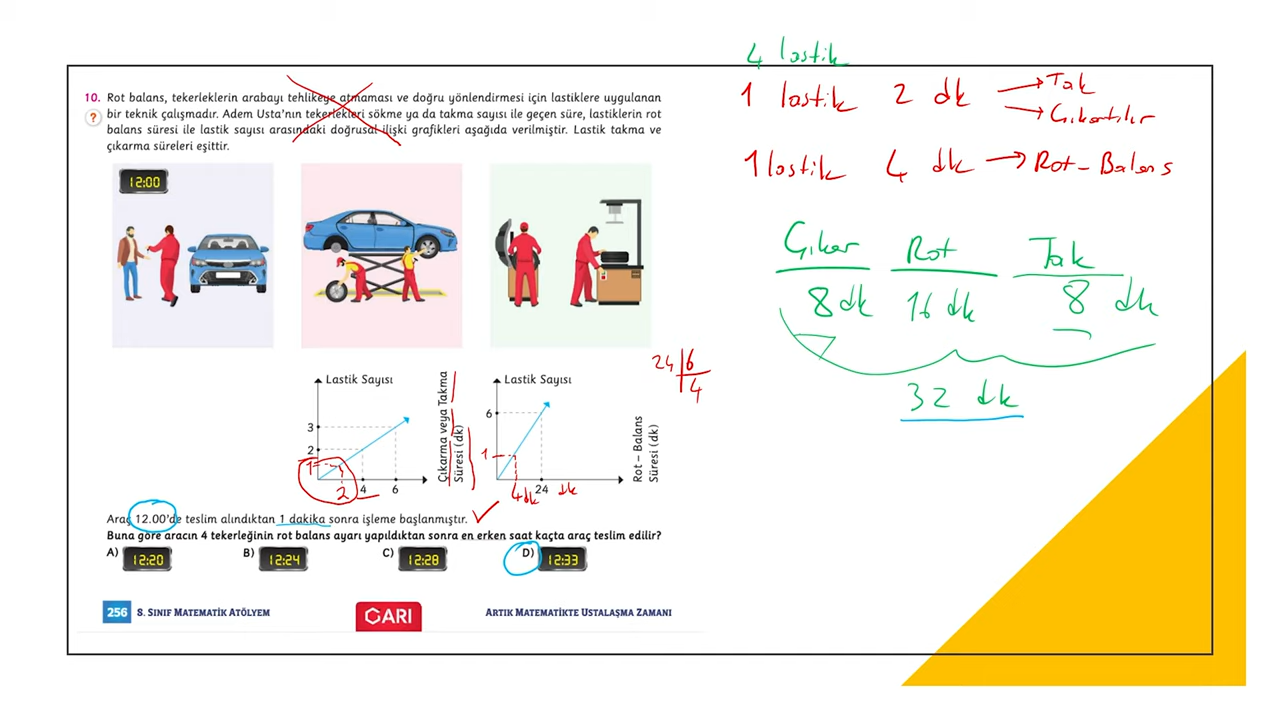 10. Rot balans, tekerleklerin arabayı tehlikeye atmaması ve doğru yönlendirmesi için lastiklere uygulanan
? bir teknik çalışmadır. Adem Usta'nın tekerlekleri sökme ya da takma sayısı ile geçen süre, lastiklerin rot
balans süresi ile lastik sayısı arasındaki doğrusal ilişki grafikleri aşağıda verilmiştir. Lastik takma ve
çıkarma süreleri eşittir.
12:00
Lastik Sayısı
3
2
1
2
4
6
Çıkarma veya Takma
Süresi (dk)
Lastik Sayısı
6
1
4dk
24 dk
Rot – Balans
Süresi (dk)
24 6
4
Araç 12.00'de teslim alındıktan 1 dakika sonra işleme başlanmıştır.
Buna göre aracın 4 tekerleğinin rot balans ayarı yapıldıktan sonra en erken saat kaçta araç teslim edilir?
A) 12:20 B) 12:24 C) 12:28 D) 12:33
256 8. SINIF MATEMATİK ATÖLYEM
ÇARI
ARTIK MATEMATİKTE USTALAŞMA ZAMANI
4 lastik
1 lastik 2 dk → Tak
→ Çıkartılır
1 lastik 4 dk → Rot – Balans
Çıkar Rot Tak
8 dk 16 dk 8 dk
32 dk